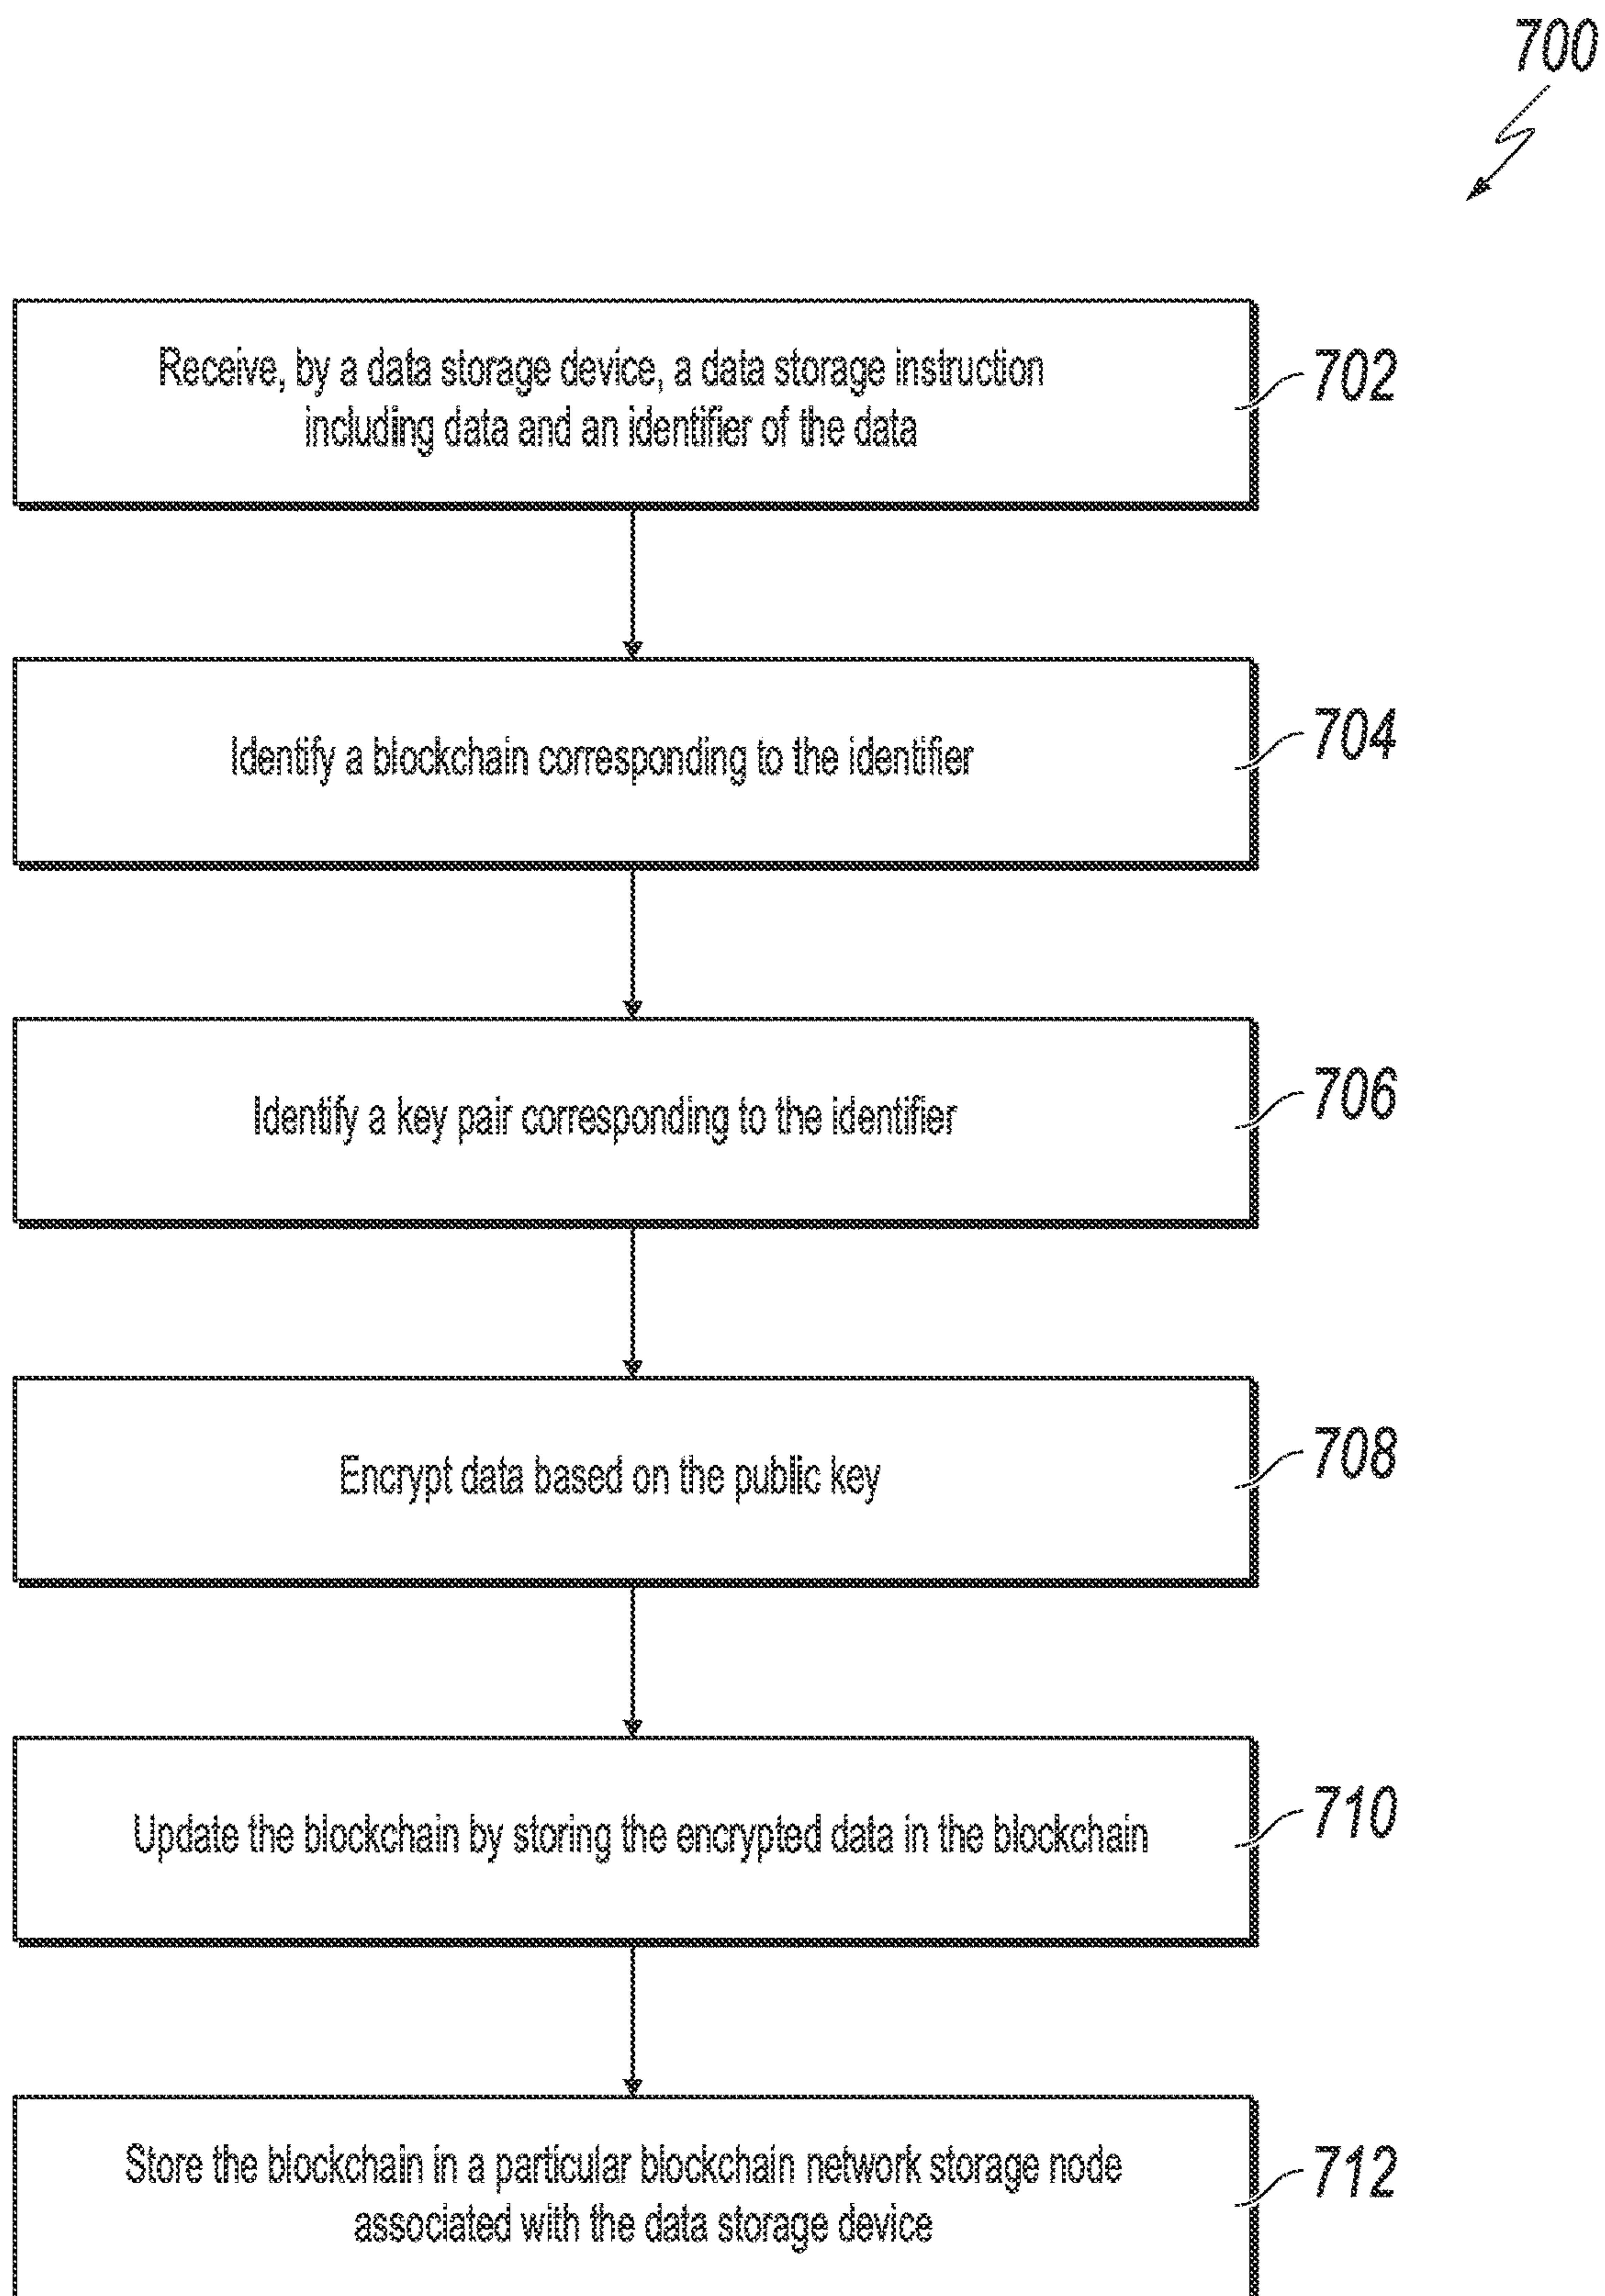 700
Receive, by a data storage device, a data storage instruction
including data and an identifier of the data
702
Identify a blockchain corresponding to the identifier
704
Identify a key pair corresponding to the identifier
706
Encrypt data based on the public key
708
Update the blockchain by storing the encrypted data in the blockchain
710
Store the blockchain in a particular blockchain network storage node
associated with the data storage device
712